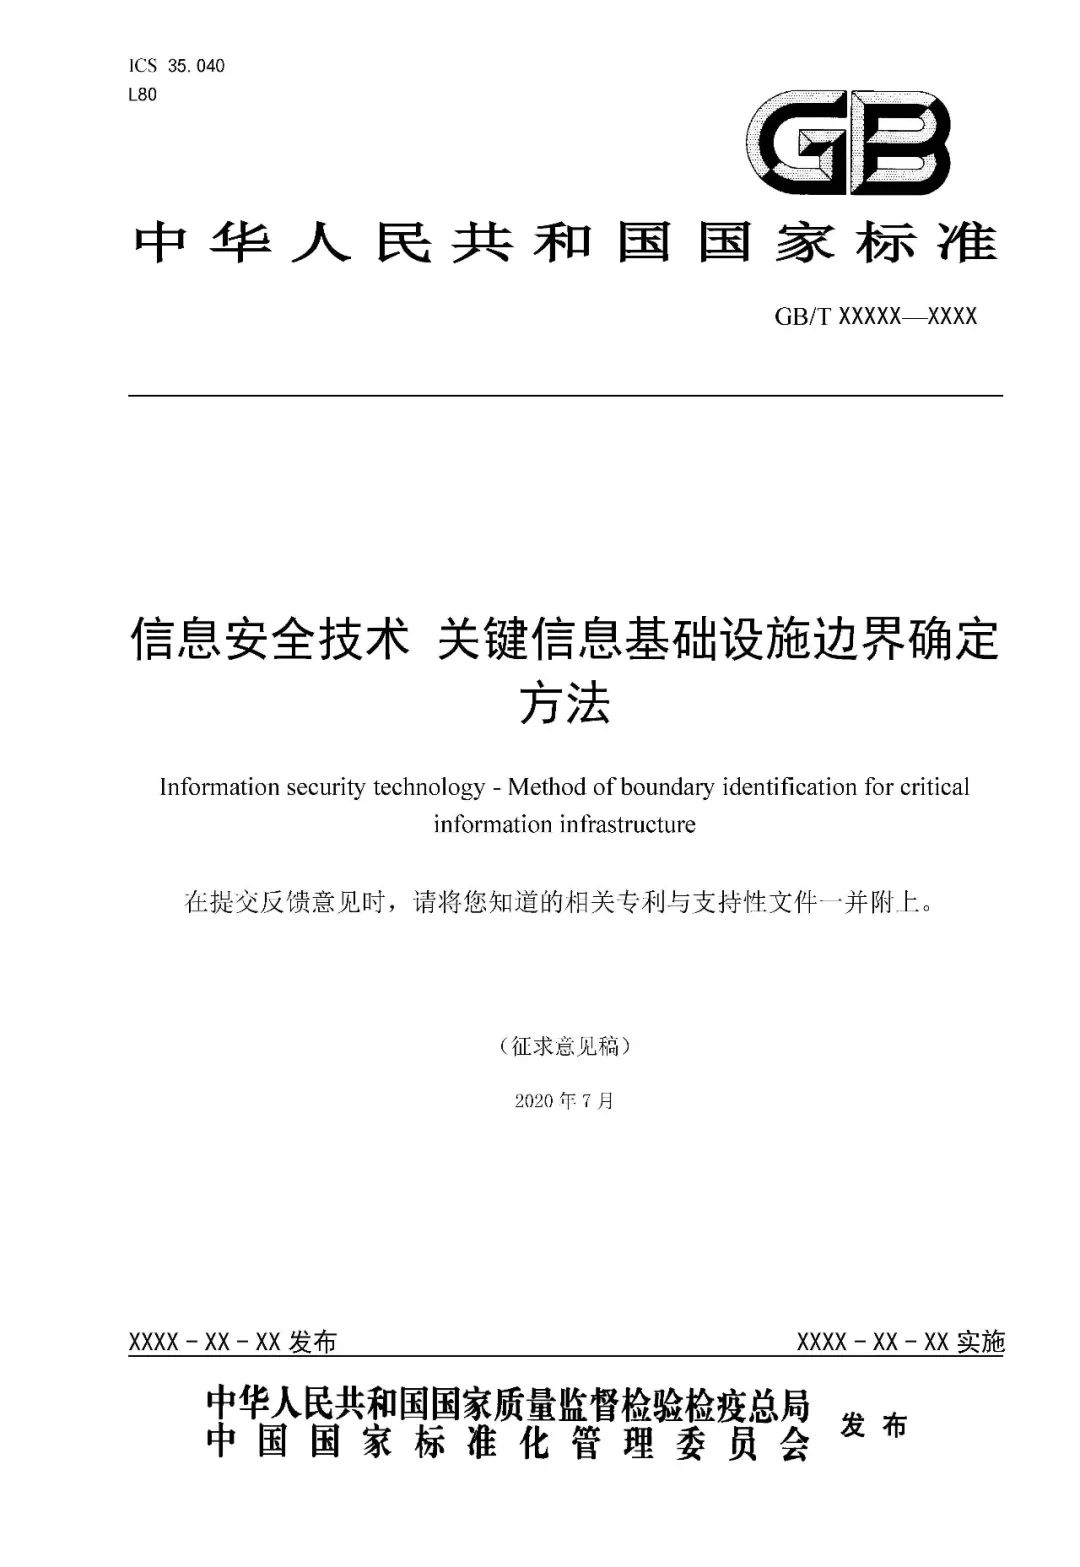 ICS 35.040
L80
GB
中华人民共和国国家标准
GB/T XXXXX—XXXX
信息安全技术 关键信息基础设施边界确定
方法
Information security technology - Method of boundary identification for critical
information infrastructure
在提交反馈意见时，请将您知道的相关专利与支持性文件一并附上。
（征求意见稿）
2020 年 7 月
XXXX - XX - XX 发布
XXXX - XX - XX 实施
中华人民共和国国家质量监督检验检疫总局
中国国家标准化管理委员会
发布